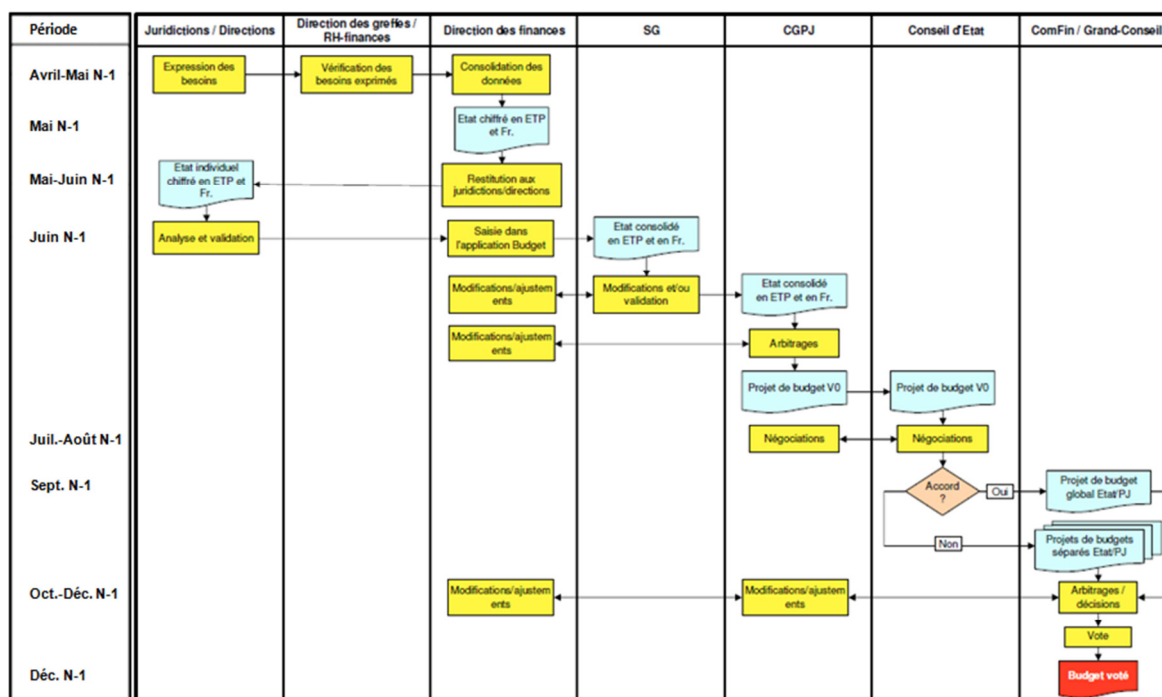 Période
Juridictions / Directions
Direction des greffes /
RH-finances
Direction des finances
SG
CGPJ
Conseil d'Etat
ComFin / Grand-Conseil
Avril-Mai N-1
Expression des
besoins
Vérification des
besoins exprimés
Consolidation des
données
Mai N-1
Etat chiffré en ETP
et Fr.
Mai-Juin N-1
Etat individuel
chiffré en ETP et
Fr.
Restitution aux
juridictions/directions
Juin N-1
Analyse et validation
Saisie dans
l'application Budget
Etat consolidé
en ETP et en Fr.
Modifications/ajustem
ents
Modifications et/ou
validation
Etat consolidé
en ETP et en Fr.
Modifications/ajustem
ents
Arbitrages
Projet de budget V0
Projet de budget V0
Juil.-Août N-1
Négociations
Négociations
Sept. N-1
Accord
?
Oui
Projet de budget
global Etat/PJ
Non
Projets de budgets
séparés Etat/PJ
Oct.-Déc. N-1
Modifications/ajustem
ents
Modifications/ajustem
ents
Arbitrages /
décisions
Vote
Déc. N-1
Budget voté